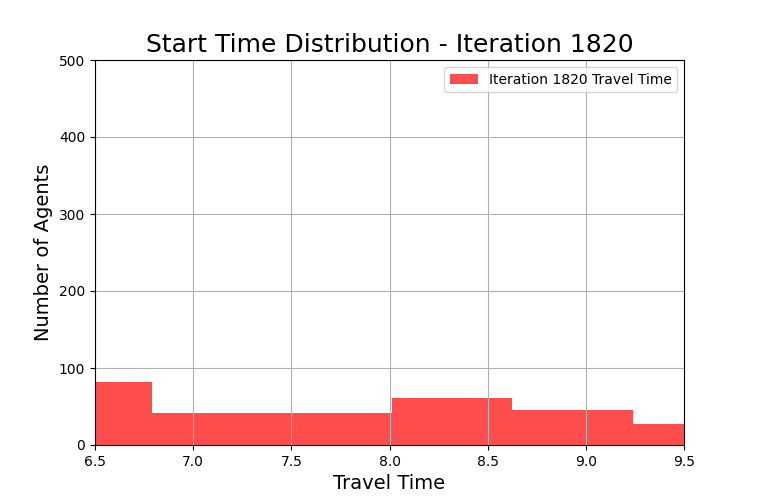 Start Time Distribution - Iteration 1820
Iteration 1820 Travel Time
Number of Agents
500
400
300
200
100
0
6.5 7.0 7.5 8.0 8.5 9.0 9.5
Travel Time